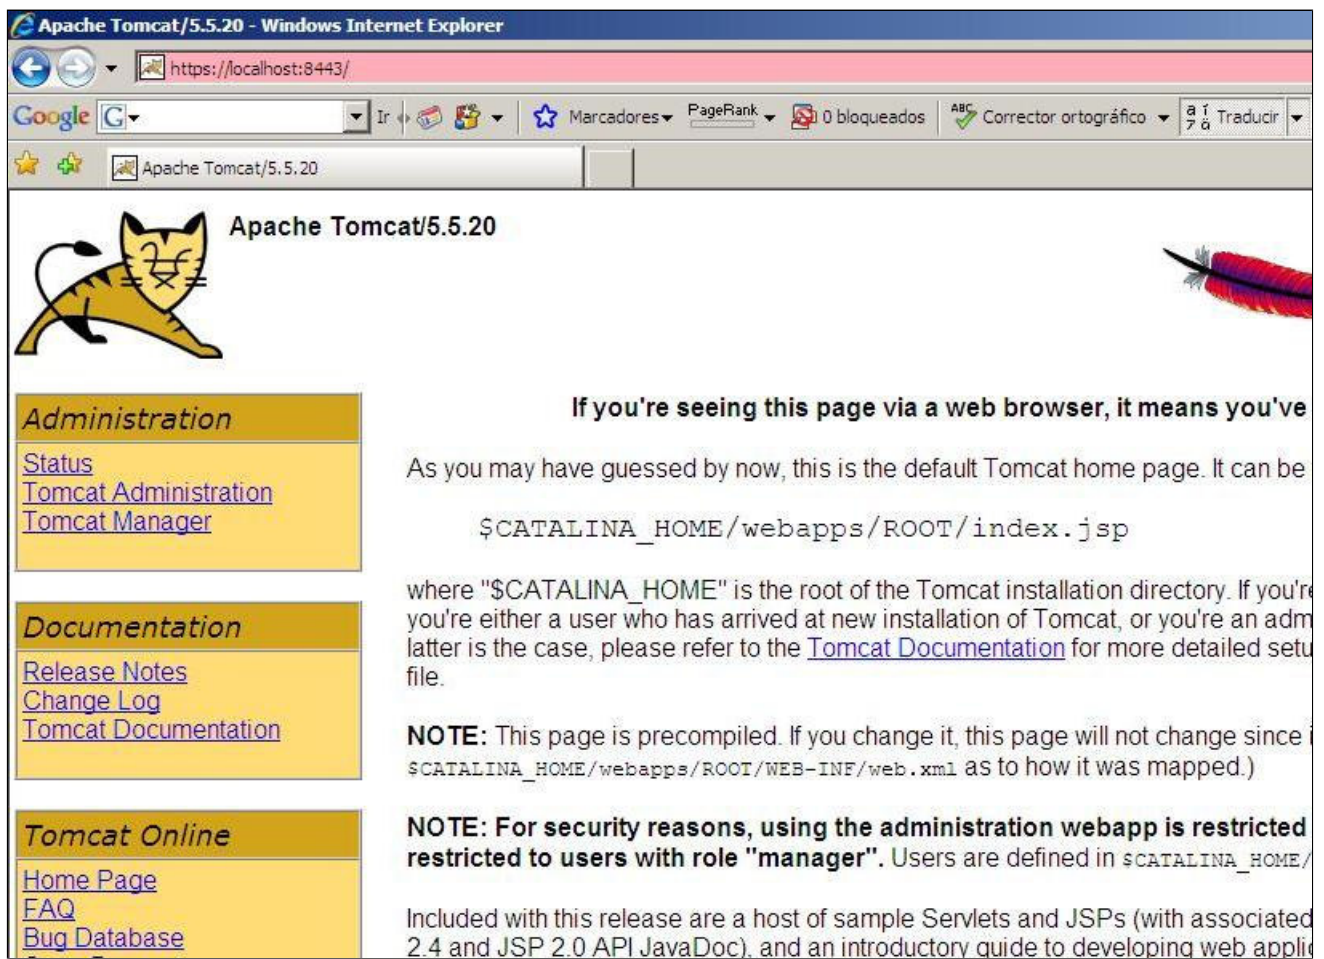 Apache Tomcat/5.5.20 - Windows Internet Explorer
https://localhost:8443/
Google G Ir Marcadores PageRank 0 bloqueados ABC Corrector ortográfico Traducir
Apache Tomcat/5.5.20
Apache Tomcat/5.5.20
Administration
Status
Tomcat Administration
Tomcat Manager
Documentation
Release Notes
Change Log
Tomcat Documentation
Tomcat Online
Home Page
FAQ
Bug Database
If you're seeing this page via a web browser, it means you've
As you may have guessed by now, this is the default Tomcat home page. It can be
$CATALINA_HOME/webapps/ROOT/index.jsp
where "$CATALINA_HOME" is the root of the Tomcat installation directory. If you're
you're either a user who has arrived at new installation of Tomcat, or you're an adm
latter is the case, please refer to the Tomcat Documentation for more detailed setu
file.
NOTE: This page is precompiled. If you change it, this page will not change since i
$CATALINA_HOME/webapps/ROOT/WEB-INF/web.xml as to how it was mapped.)
NOTE: For security reasons, using the administration webapp is restricted
restricted to users with role "manager". Users are defined in $CATALINA_HOME/
Included with this release are a host of sample Servlets and JSPs (with associated
2.4 and JSP 2.0 API JavaDoc), and an introductory guide to developing web applic